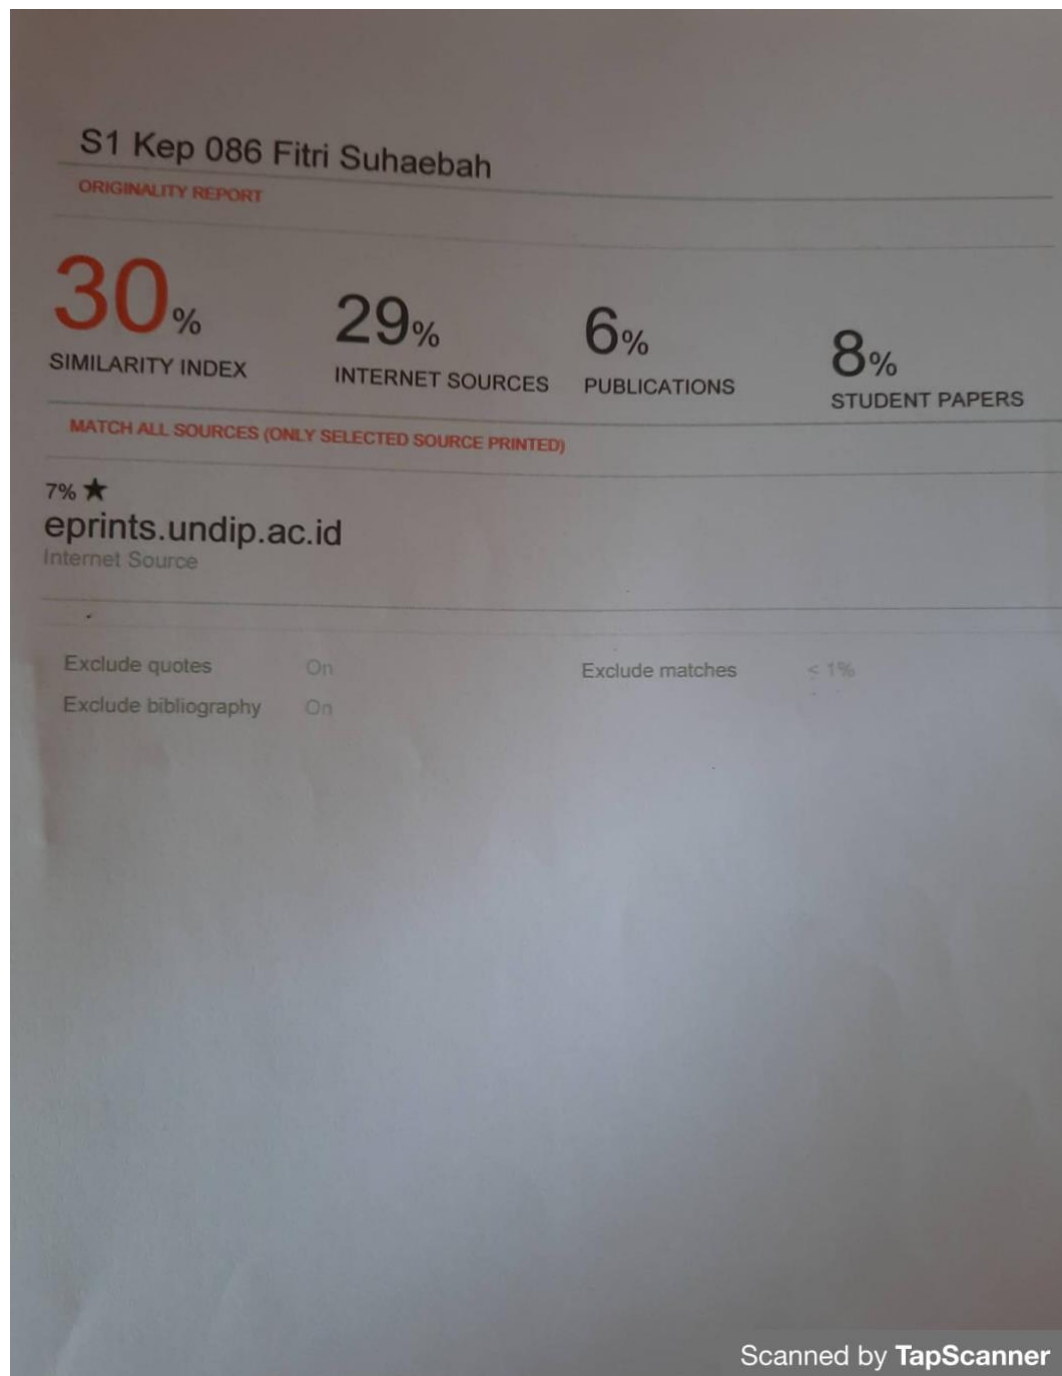 S1 Kep 086 Fitri Suhaebah
ORIGINALITY REPORT
30% 29% 6% 8%
SIMILARITY INDEX INTERNET SOURCES PUBLICATIONS STUDENT PAPERS
MATCH ALL SOURCES (ONLY SELECTED SOURCE PRINTED)
7% ★
eprints.undip.ac.id
Internet Source
Exclude quotes On Exclude matches < 1%
Exclude bibliography On
Scanned by TapScanner